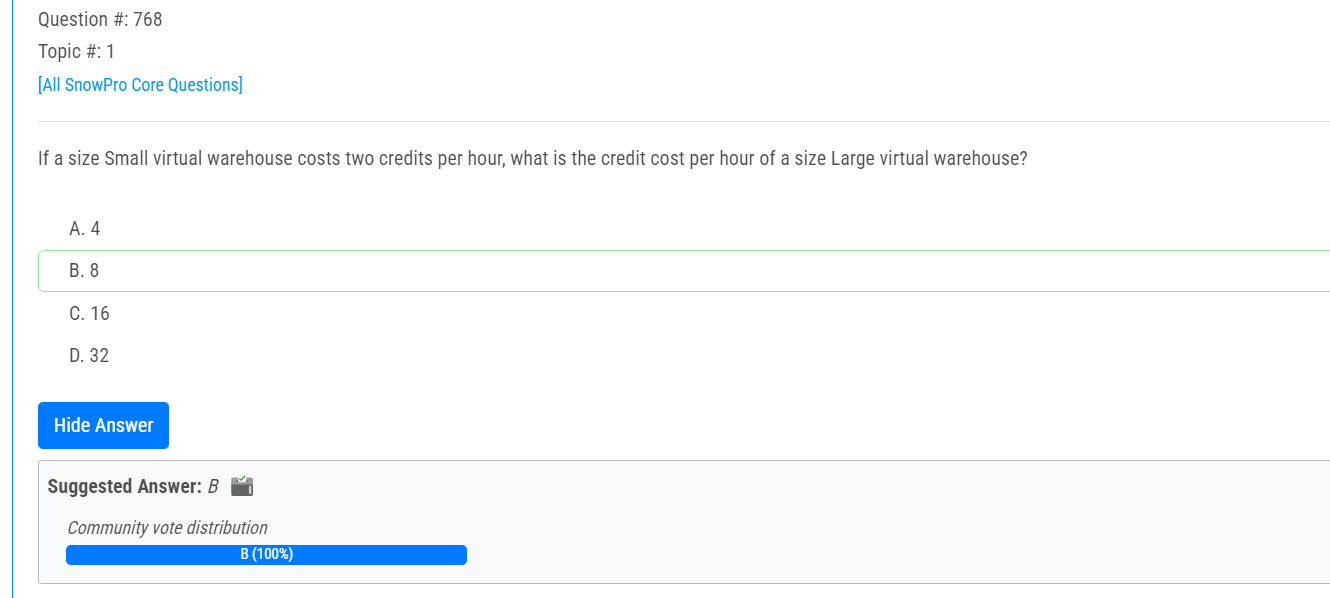 Question #: 768
Topic #: 1
[All SnowPro Core Questions]
If a size Small virtual warehouse costs two credits per hour, what is the credit cost per hour of a size Large virtual warehouse?
A. 4
B. 8
C. 16
D. 32
Hide Answer
Suggested Answer: B
Community vote distribution
B (100%)